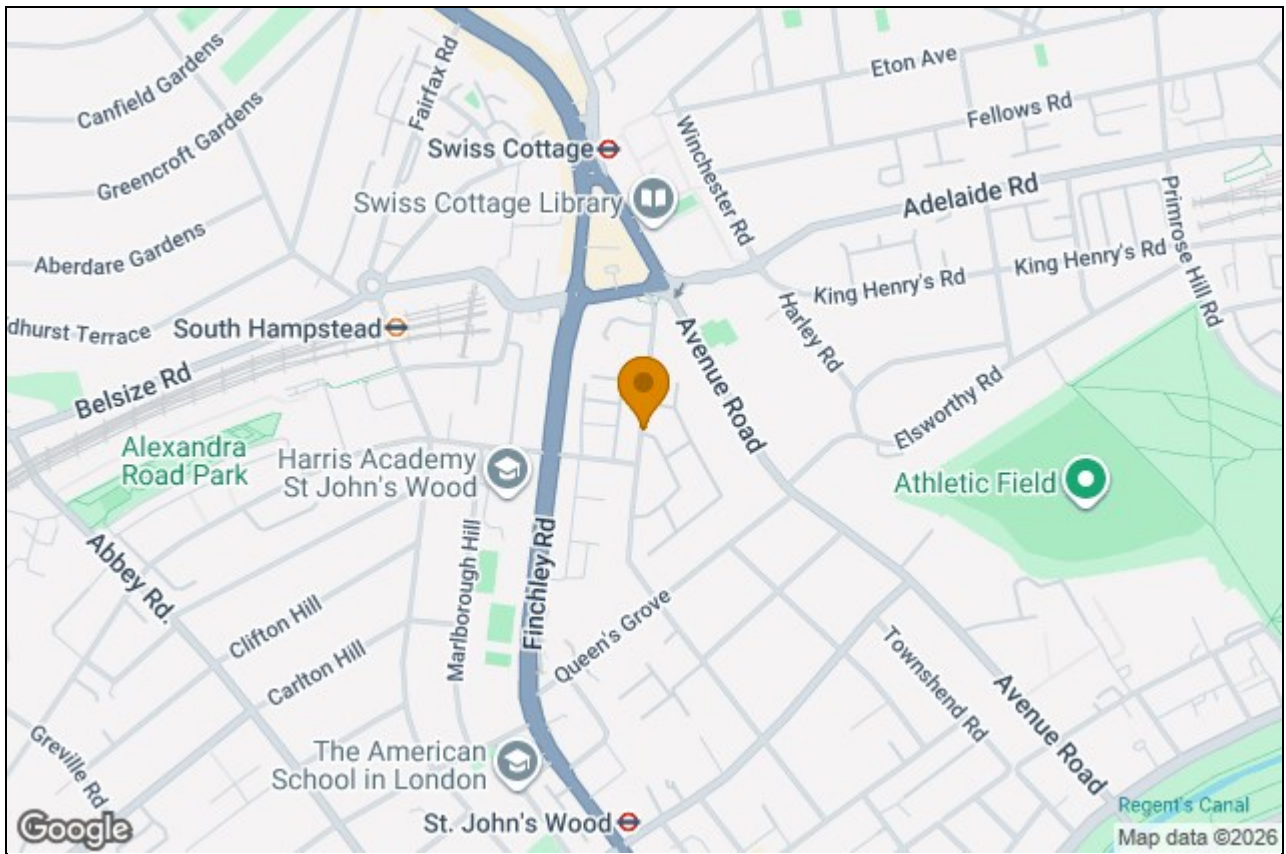 Eton Ave
Canfield Gardens
Fairfax Rd
Fellows Rd
Greencroft Gardens
Swiss Cottage
Winchester Rd
Swiss Cottage Library
Adelaide Rd
Primrose Hill Rd
Aberdare Gardens
King Henry's Rd
King Henry's Rd
Harley Rd
dhurst Terrace
South Hampstead
Avenue Road
Belsize Rd
Elsworthy Rd
Alexandra
Road Park
Harris Academy
St John's Wood
Athletic Field
Abbey Rd.
Marlborough Hill
Finchley Rd
Clifton Hill
Queen's Grove
Carlton Hill
Townshend Rd
Avenue Road
Greville Rd
The American
School in London
St. John's Wood
Regent's Canal
Google
Map data ©2026